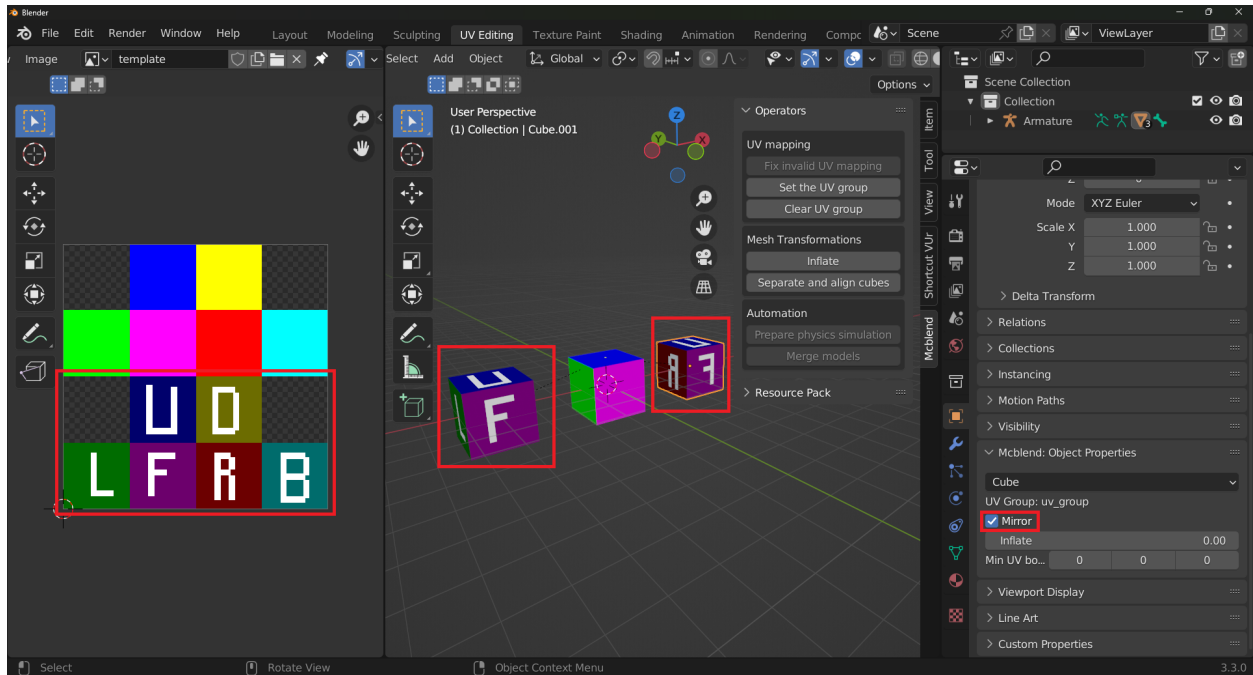 Blender
File Edit Render Window Help Layout Modeling Sculpting UV Editing Texture Paint Shading Animation Rendering Scene ViewLayer
Image template
Select Add Object Global
Options
User Perspective
(1) Collection | Cube.001
Z
Y
X
U D
L F R B
U
L F
U
R F
Operators
UV mapping
Fix invalid UV mapping
Set the UV group
Clear UV group
Mesh Transformations
Inflate
Separate and align cubes
Automation
Prepare physics simulation
Merge models
Resource Pack
Item
Tool
View
Shortcut VUr
Mcblend
Scene Collection
Collection
Armature 3
Z 0
Mode XYZ Euler
Scale X 1.000
Y 1.000
Z 1.000
Delta Transform
Relations
Collections
Instancing
Motion Paths
Visibility
Mcblend: Object Properties
Cube
UV Group: uv_group
Mirror
Inflate 0.00
Min UV bo... 0 0 0
Viewport Display
Line Art
Custom Properties
Select Rotate View Object Context Menu 3.3.0